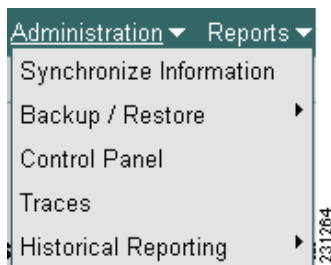 Administration Reports
Synchronize Information
Backup / Restore
Control Panel
Traces
Historical Reporting
231264